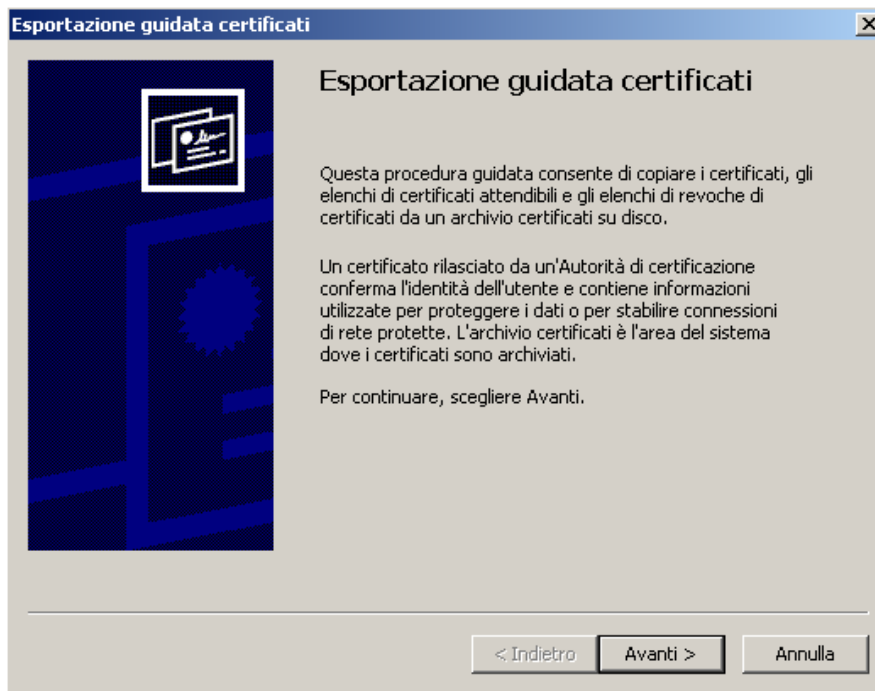 Esportazione guidata certificati
Esportazione guidata certificati
Questa procedura guidata consente di copiare i certificati, gli
elenchi di certificati attendibili e gli elenchi di revoche di
certificati da un archivio certificati su disco.
Un certificato rilasciato da un'Autorità di certificazione
conferma l'identità dell'utente e contiene informazioni
utilizzate per proteggere i dati o per stabilire connessioni
di rete protette. L'archivio certificati è l'area del sistema
dove i certificati sono archiviati.
Per continuare, scegliere Avanti.
< Indietro Avanti > Annulla